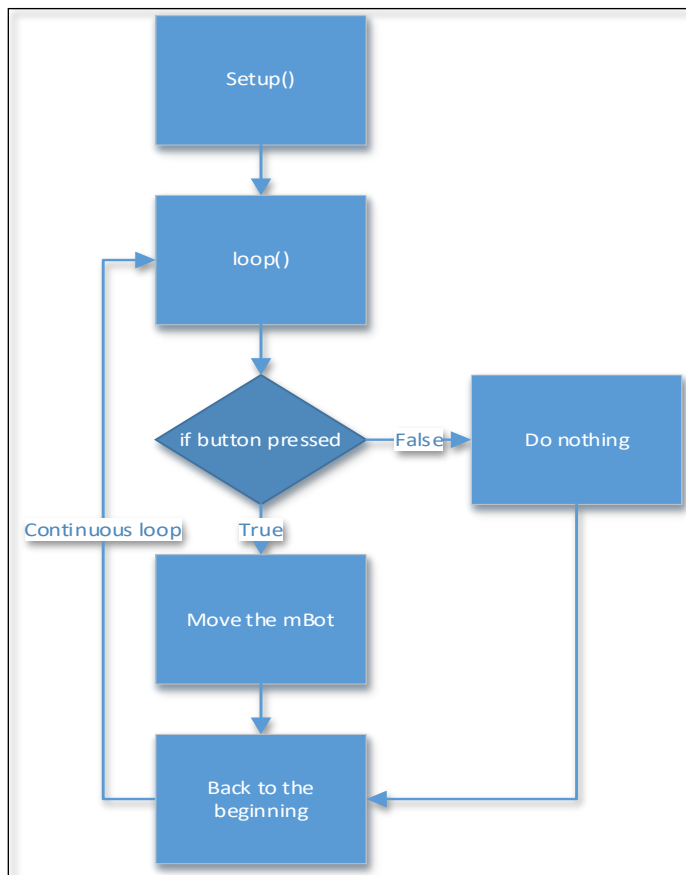 Setup()
loop()
if button pressed
False
Do nothing
Continuous loop
True
Move the mBot
Back to the
beginning